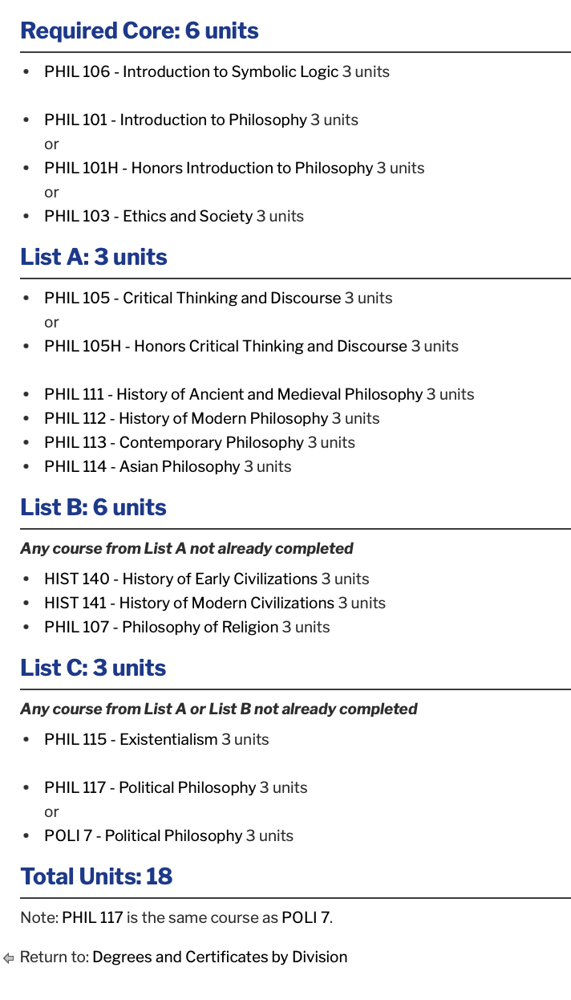 Required Core: 6 units
• PHIL 106 - Introduction to Symbolic Logic 3 units
• PHIL 101 - Introduction to Philosophy 3 units
or
• PHIL 101H - Honors Introduction to Philosophy 3 units
or
• PHIL 103 - Ethics and Society 3 units
List A: 3 units
• PHIL 105 - Critical Thinking and Discourse 3 units
or
• PHIL 105H - Honors Critical Thinking and Discourse 3 units
• PHIL 111 - History of Ancient and Medieval Philosophy 3 units
• PHIL 112 - History of Modern Philosophy 3 units
• PHIL 113 - Contemporary Philosophy 3 units
• PHIL 114 - Asian Philosophy 3 units
List B: 6 units
Any course from List A not already completed
• HIST 140 - History of Early Civilizations 3 units
• HIST 141 - History of Modern Civilizations 3 units
• PHIL 107 - Philosophy of Religion 3 units
List C: 3 units
Any course from List A or List B not already completed
• PHIL 115 - Existentialism 3 units
• PHIL 117 - Political Philosophy 3 units
or
• POLI 7 - Political Philosophy 3 units
Total Units: 18
Note: PHIL 117 is the same course as POLI 7.
Return to: Degrees and Certificates by Division